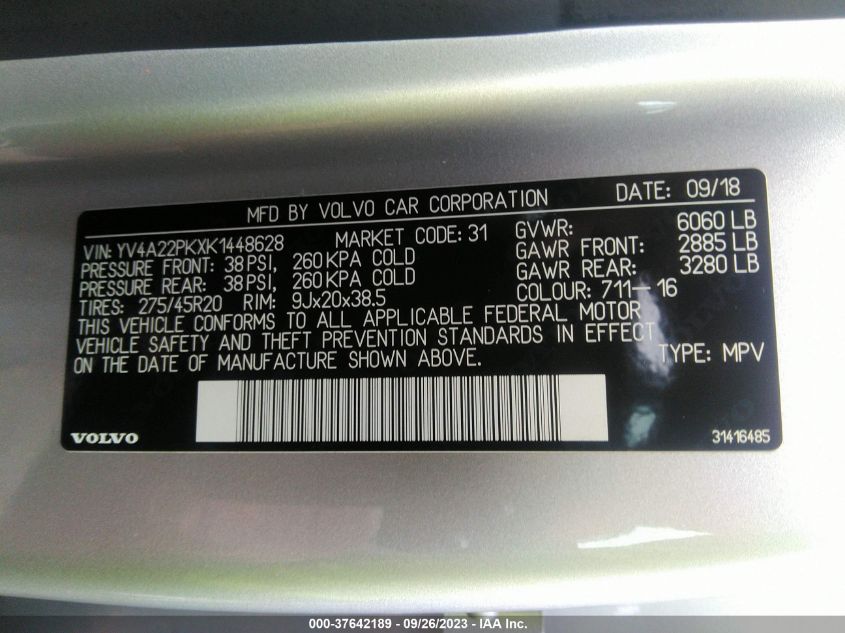 MFD BY VOLVO CAR CORPORATION DATE: 09/18
VIN: YV4A22PKXK1448628 MARKET CODE: 31 GVWR: 6060 LB
PRESSURE FRONT: 38 PSI, 260 KPA COLD GAWR FRONT: 2885 LB
PRESSURE REAR: 38 PSI, 260 KPA COLD GAWR REAR: 3280 LB
TIRES: 275/45R20 RIM: 9Jx20x38.5 COLOUR: 711—16
THIS VEHICLE CONFORMS TO ALL APPLICABLE FEDERAL MOTOR
VEHICLE SAFETY AND THEFT PREVENTION STANDARDS IN EFFECT
ON THE DATE OF MANUFACTURE SHOWN ABOVE. TYPE: MPV
VOLVO 31416485
000-37642189 - 09/26/2023 - IAA Inc.